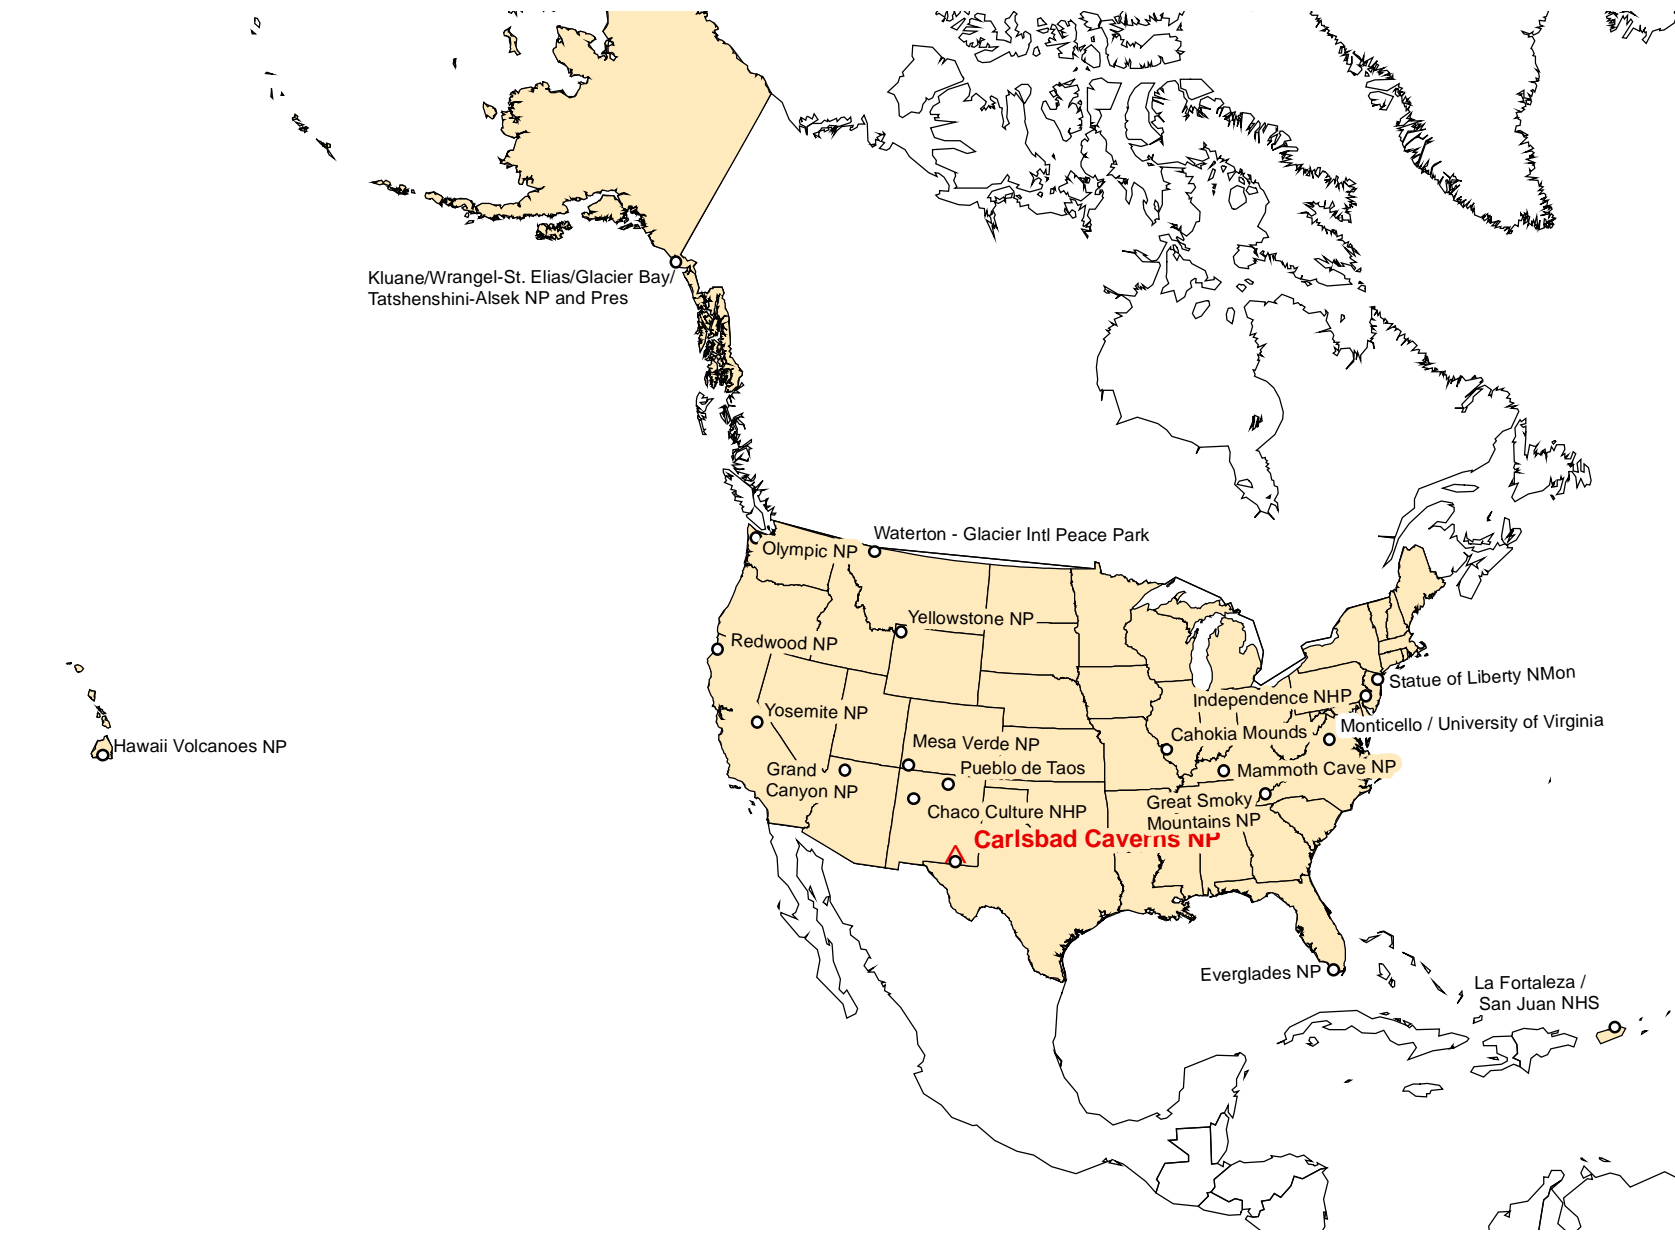 Kluane/Wrangel-St. Elias/Glacier Bay/
Tatshenshini-Alsek NP and Pres
Waterton - Glacier Intl Peace Park
Olympic NP
Yellowstone NP
Redwood NP
Statue of Liberty NMon
Independence NHP
Yosemite NP
Monticello / University of Virginia
Cahokia Mounds
Hawaii Volcanoes NP
Mesa Verde NP
Grand
Canyon NP
Pueblo de Taos
Mammoth Cave NP
Chaco Culture NHP
Great Smoky
Mountains NP
Carlsbad Caverns NP
Everglades NP
La Fortaleza /
San Juan NHS